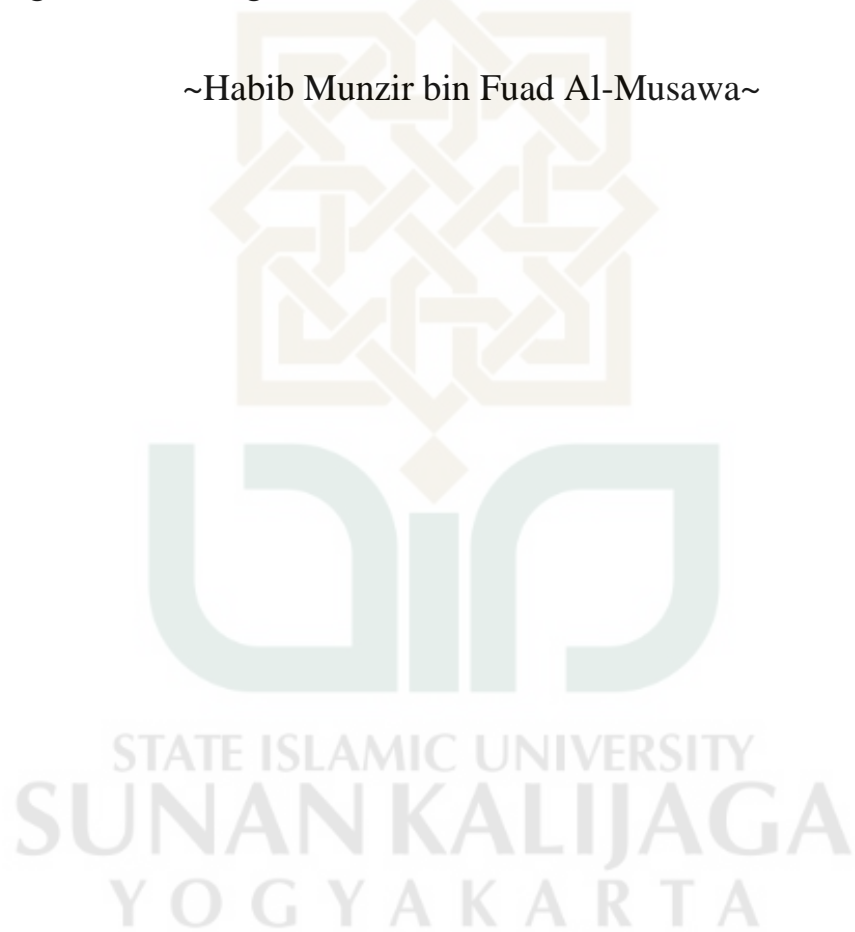 ~Habib Munzir bin Fuad Al-Musawa~
STATE ISLAMIC UNIVERSITY
SUNAN KALIJAGA
YOGYAKARTA